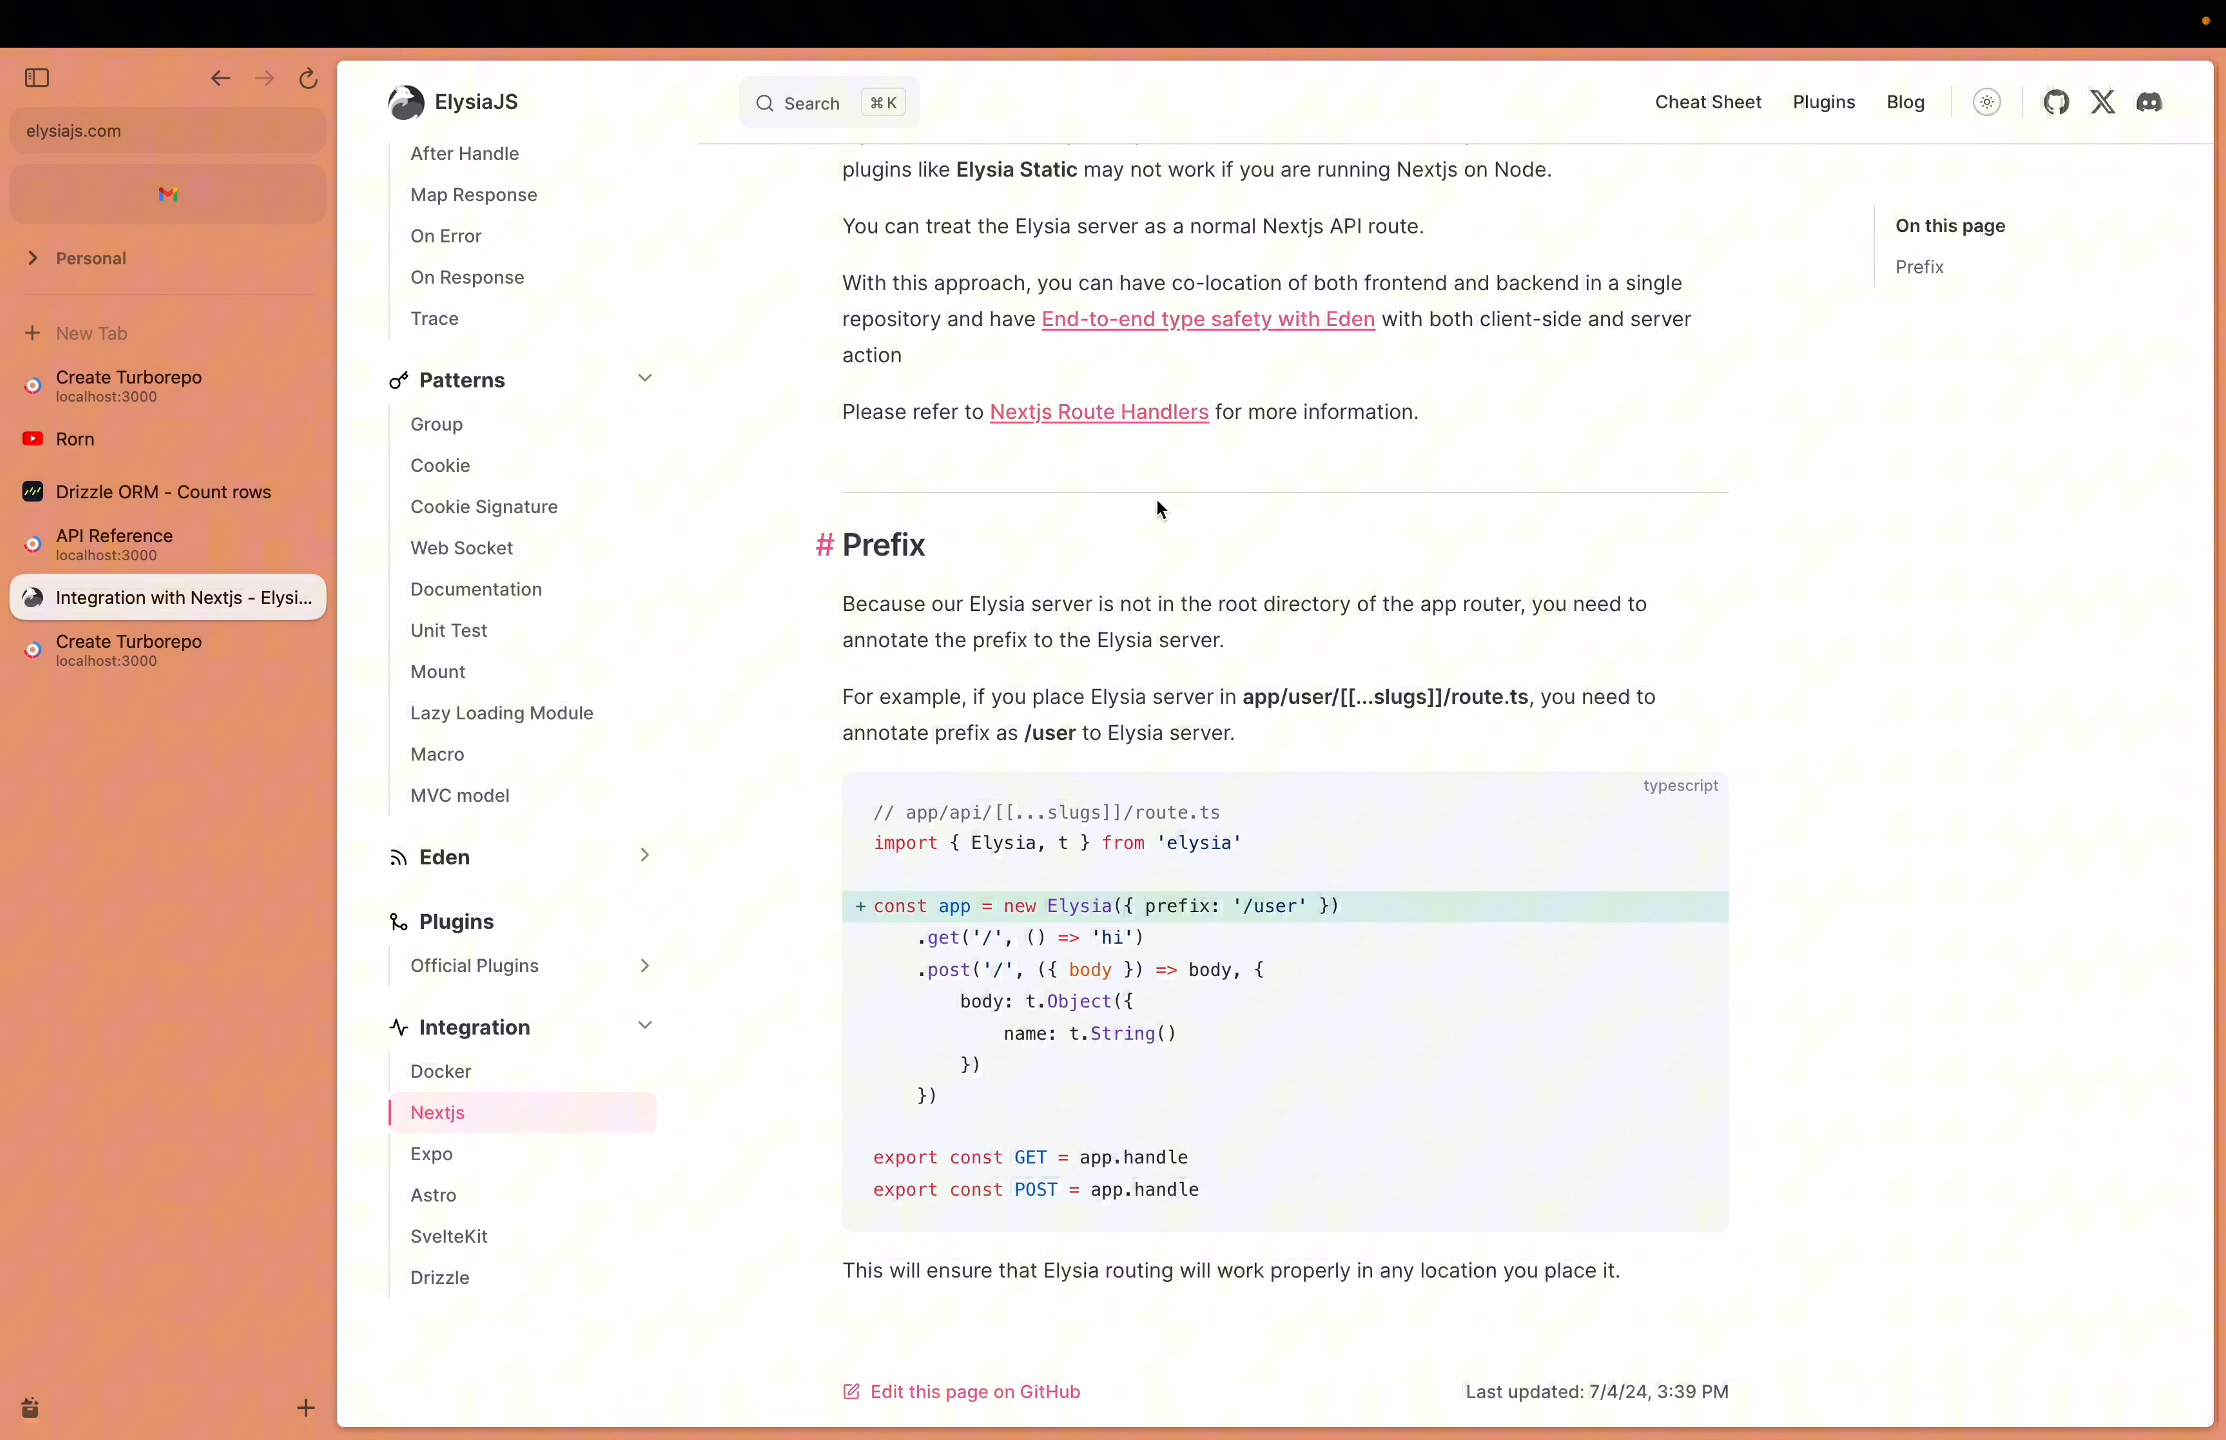 elysiajs.com
Personal
New Tab
Create Turborepo
localhost:3000
Rorn
Drizzle ORM - Count rows
API Reference
localhost:3000
Integration with Nextjs - Elysi...
Create Turborepo
localhost:3000
ElysiaJS
Search ⌘ K
Cheat Sheet Plugins Blog
After Handle
Map Response
On Error
On Response
Trace
Patterns
Group
Cookie
Cookie Signature
Web Socket
Documentation
Unit Test
Mount
Lazy Loading Module
Macro
MVC model
Eden
Plugins
Official Plugins
Integration
Docker
Nextjs
Expo
Astro
SvelteKit
Drizzle
plugins like Elysia Static may not work if you are running Nextjs on Node.
You can treat the Elysia server as a normal Nextjs API route.
With this approach, you can have co-location of both frontend and backend in a single
repository and have End-to-end type safety with Eden with both client-side and server
action
Please refer to Nextjs Route Handlers for more information.
# Prefix
Because our Elysia server is not in the root directory of the app router, you need to
annotate the prefix to the Elysia server.
For example, if you place Elysia server in app/user/[[...slugs]]/route.ts, you need to
annotate prefix as /user to Elysia server.
typescript
// app/api/[[...slugs]]/route.ts
import { Elysia, t } from 'elysia'
+ const app = new Elysia({ prefix: '/user' })
.get('/', () => 'hi')
.post('/', ({ body }) => body, {
body: t.Object({
name: t.String()
})
})
export const GET = app.handle
export const POST = app.handle
This will ensure that Elysia routing will work properly in any location you place it.
Edit this page on GitHub
Last updated: 7/4/24, 3:39 PM
On this page
Prefix